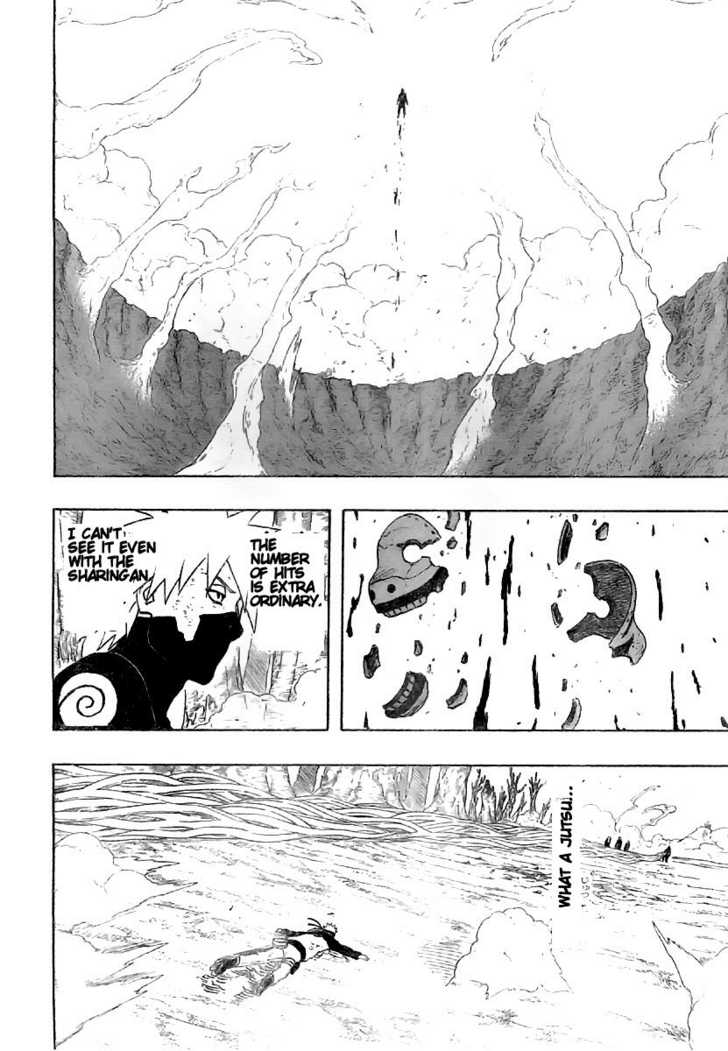 THE
NUMBER
OF HITS
IS EXTRA
ORDINARY.
I CAN'T
SEE IT EVEN
WITH THE
SHARINGAN.
WHAT A JUTSU...